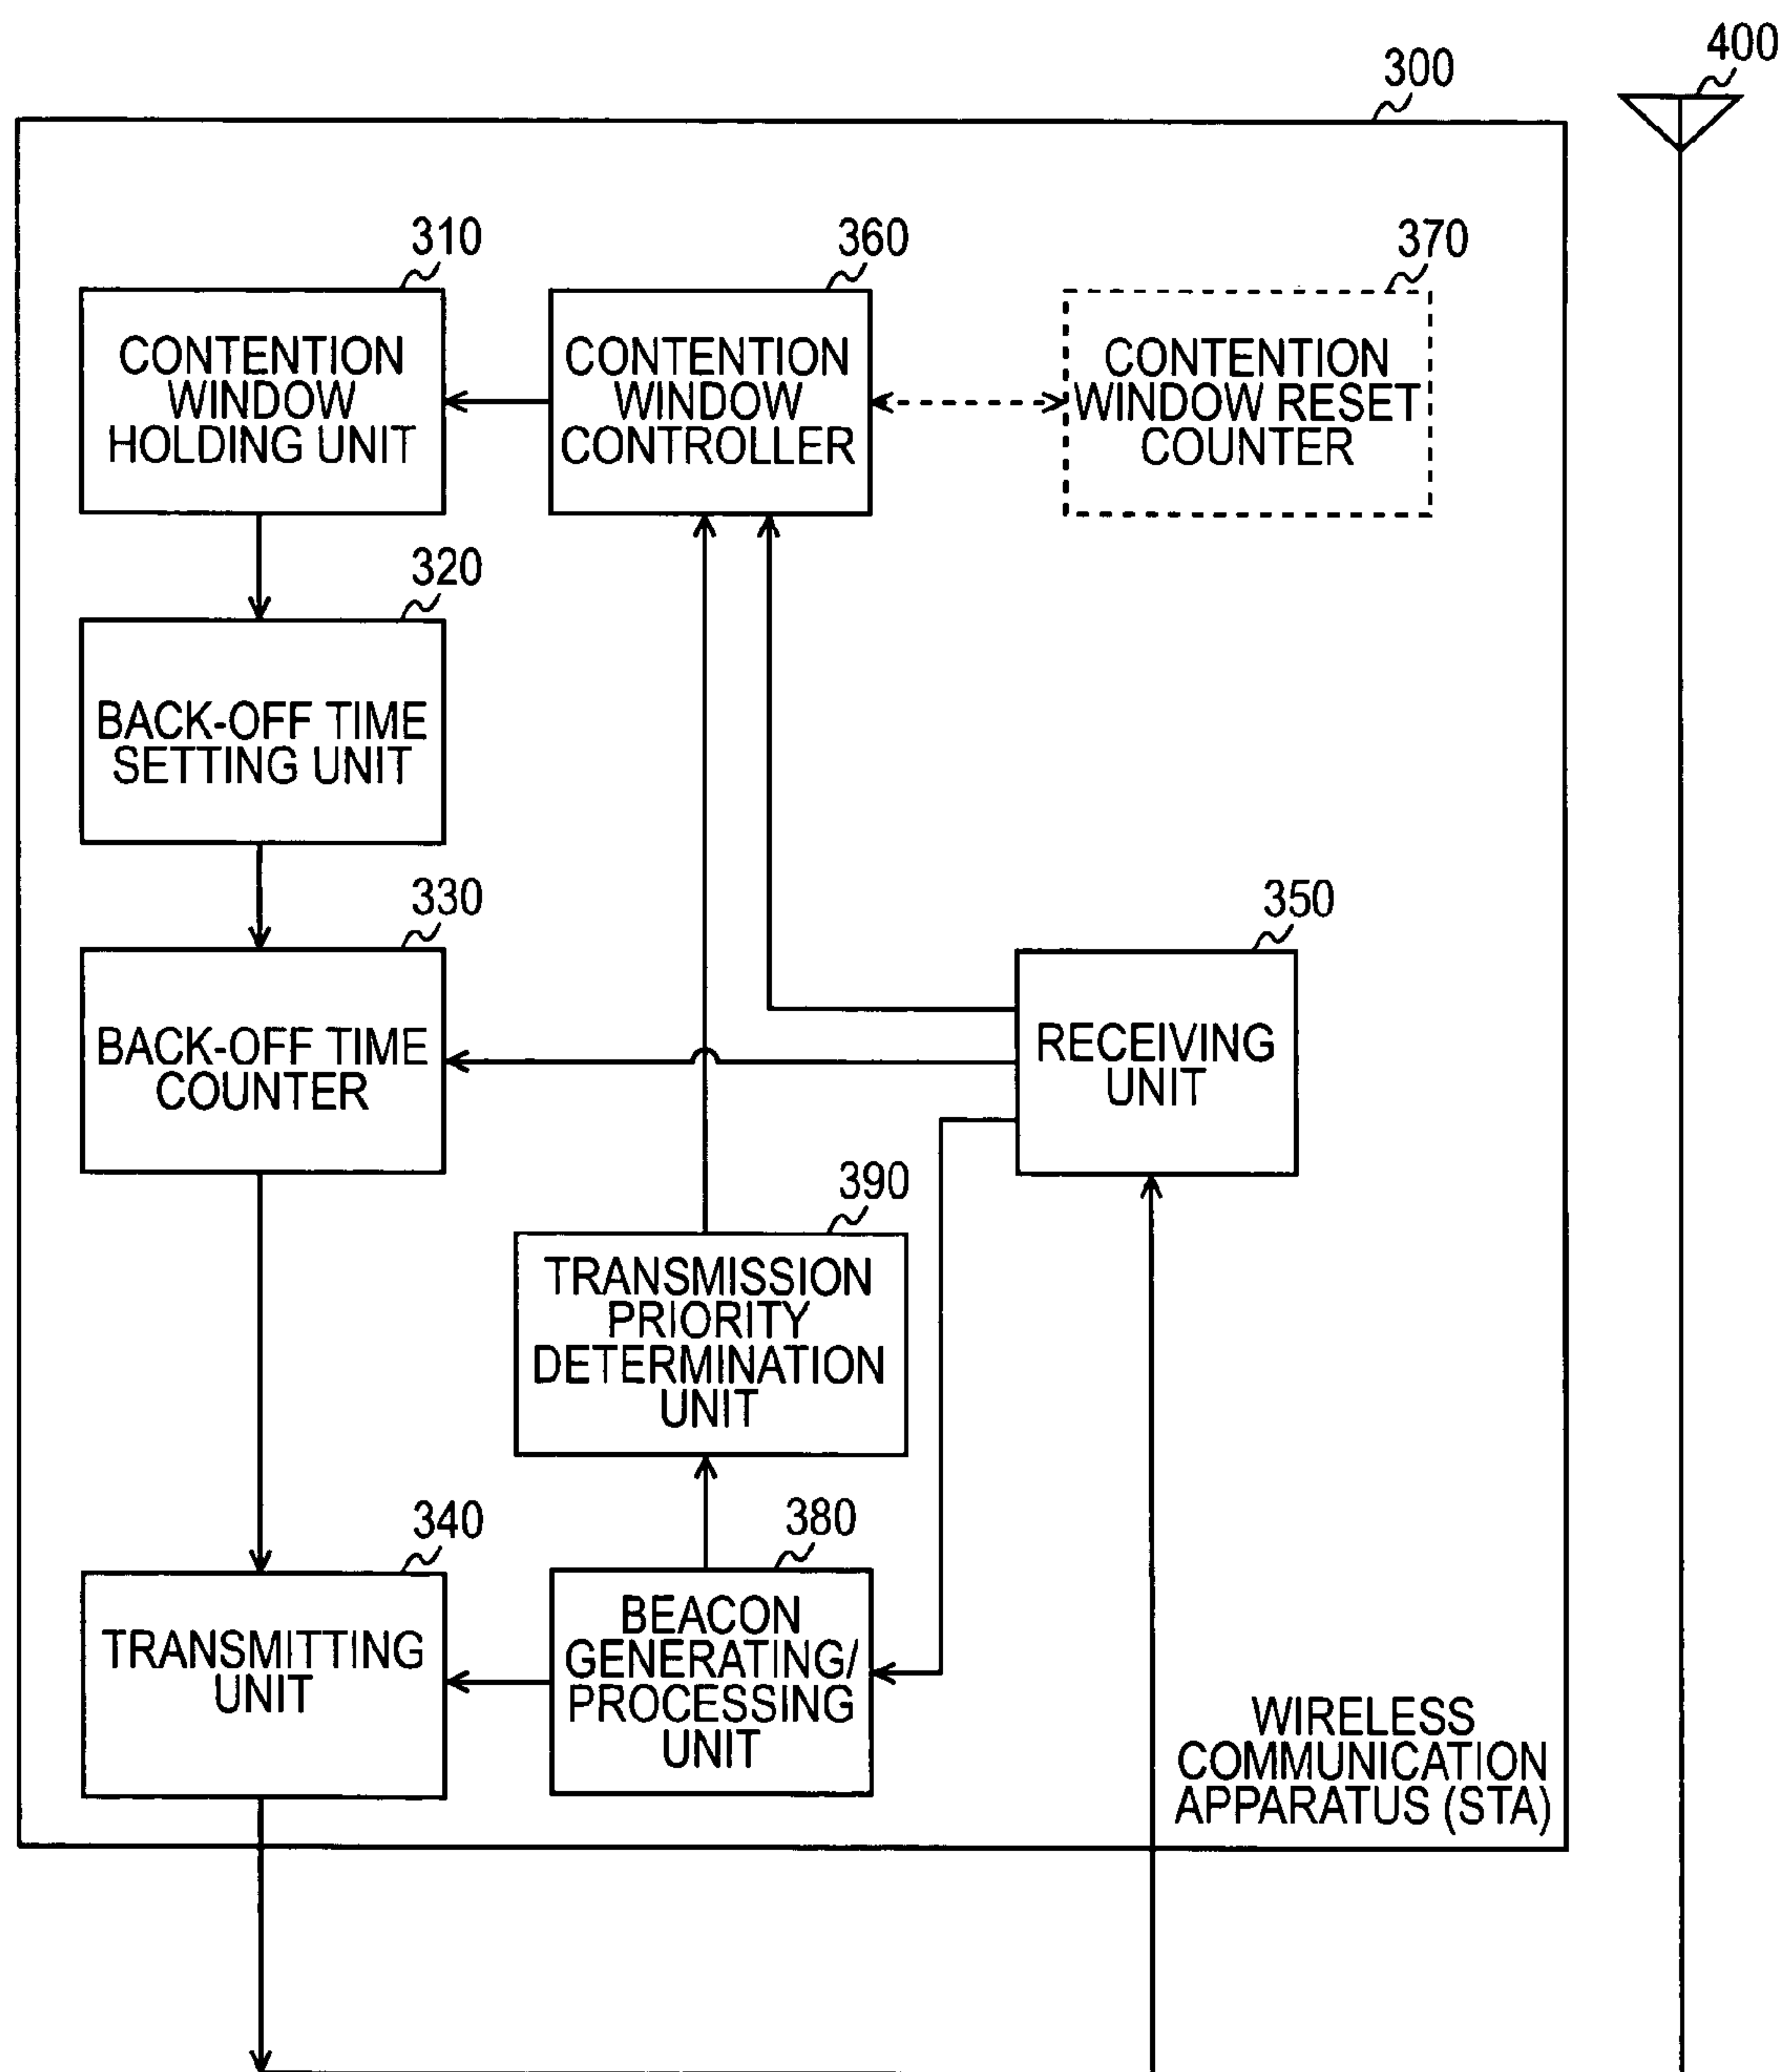 400
300
310
360
370
CONTENTION
WINDOW
HOLDING UNIT
CONTENTION
WINDOW
CONTROLLER
CONTENTION
WINDOW RESET
COUNTER
320
BACK-OFF TIME
SETTING UNIT
330
350
BACK-OFF TIME
COUNTER
RECEIVING
UNIT
390
TRANSMISSION
PRIORITY
DETERMINATION
UNIT
340
380
TRANSMITTING
UNIT
BEACON
GENERATING/
PROCESSING
UNIT
WIRELESS
COMMUNICATION
APPARATUS (STA)